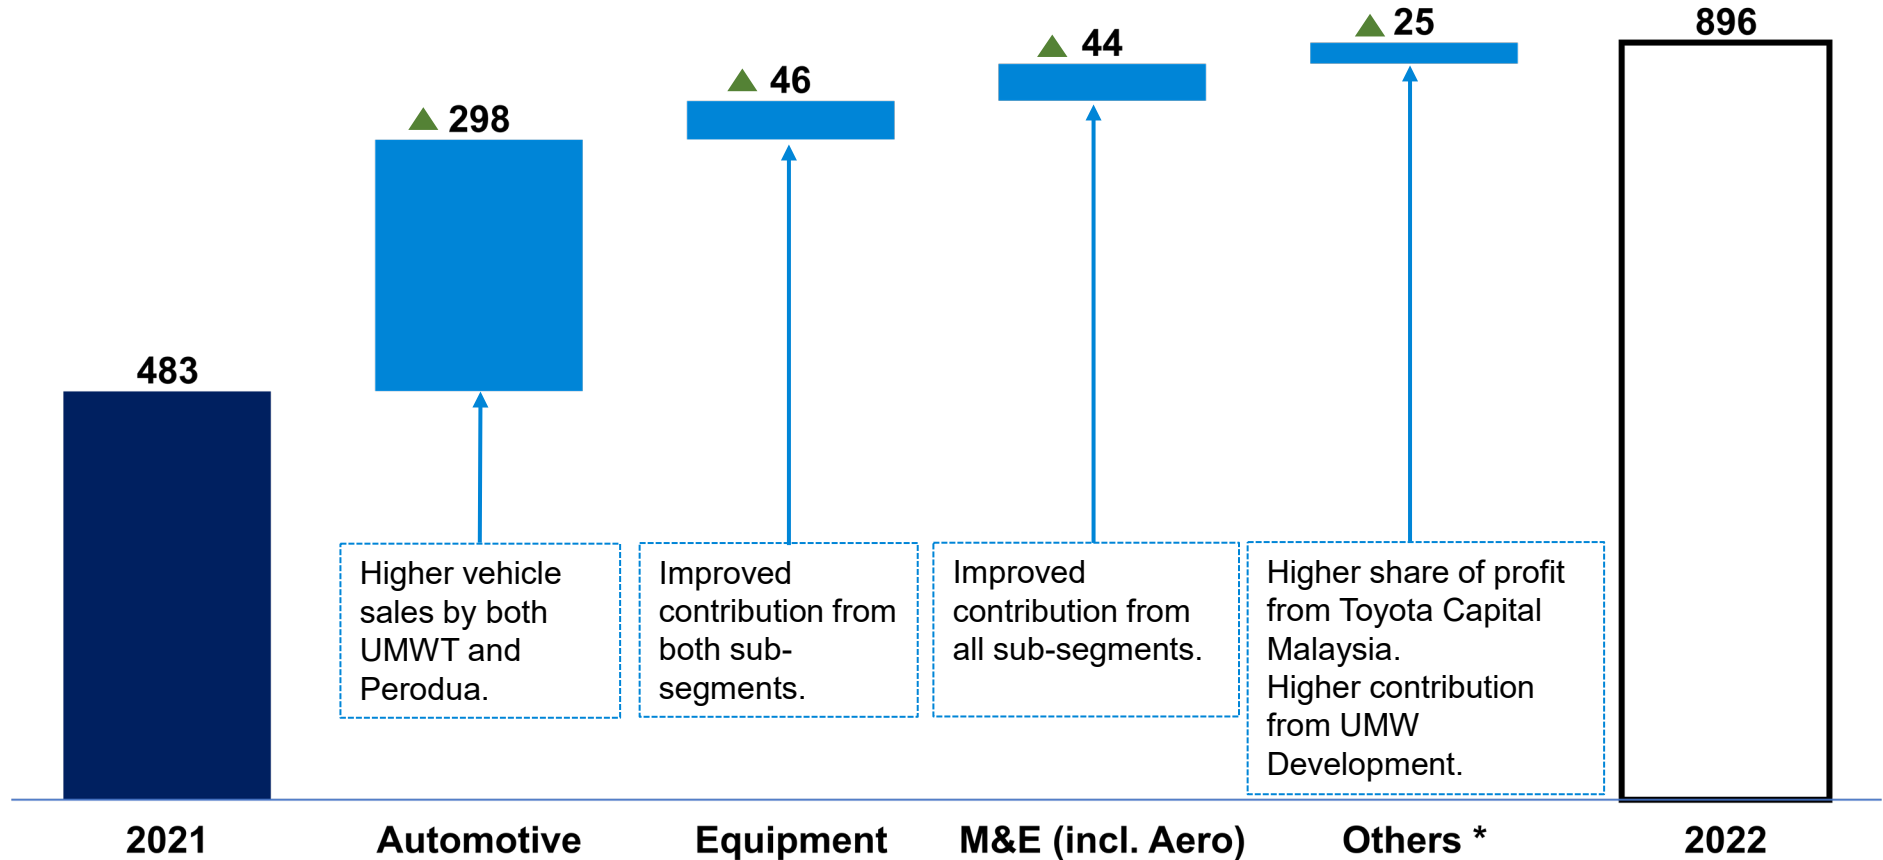 ▲ 25
896
▲ 44
▲ 46
▲ 298
483
Higher vehicle
sales by both
UMWT and
Perodua.
Improved
contribution from
both sub-
segments.
Improved
contribution from
all sub-segments.
Higher share of profit
from Toyota Capital
Malaysia.
Higher contribution
from UMW
Development.
2021
Automotive
Equipment
M&E (incl. Aero)
Others *
2022